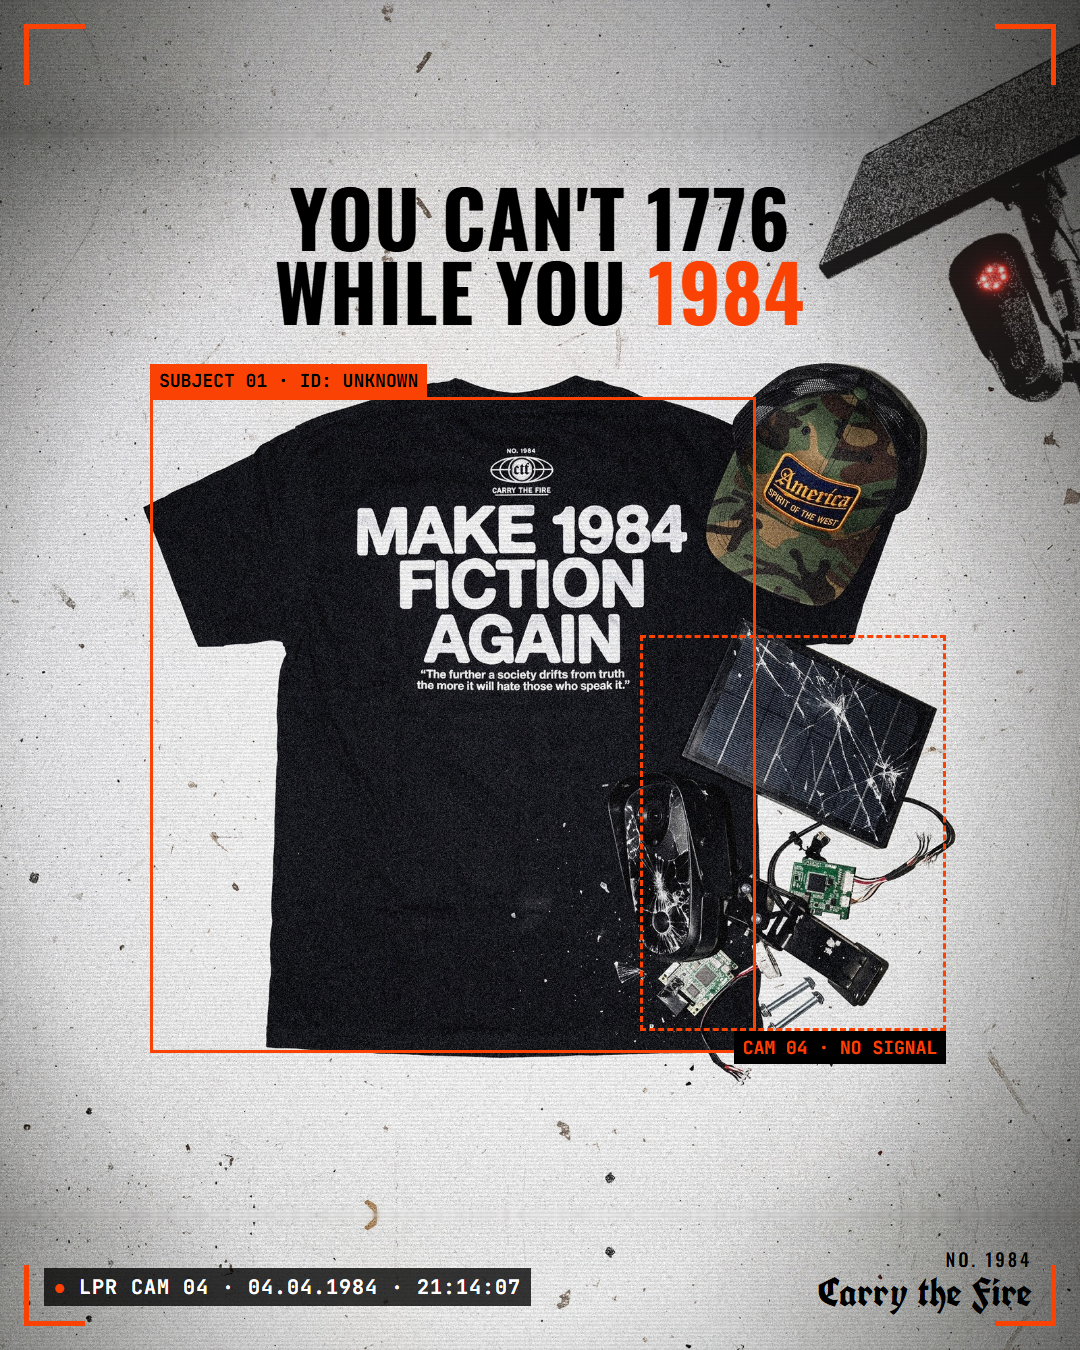 YOU CAN'T 1776
WHILE YOU 1984
SUBJECT 01 · ID: UNKNOWN
NO. 1984
ctf
CARRY THE FIRE
MAKE 1984
FICTION
AGAIN
“The further a society drifts from truth
the more it will hate those who speak it.”
America
SPIRIT OF THE WEST
CAM 04 · NO SIGNAL
LPR CAM 04 · 04.04.1984 · 21:14:07
NO. 1984
Carry the Fire